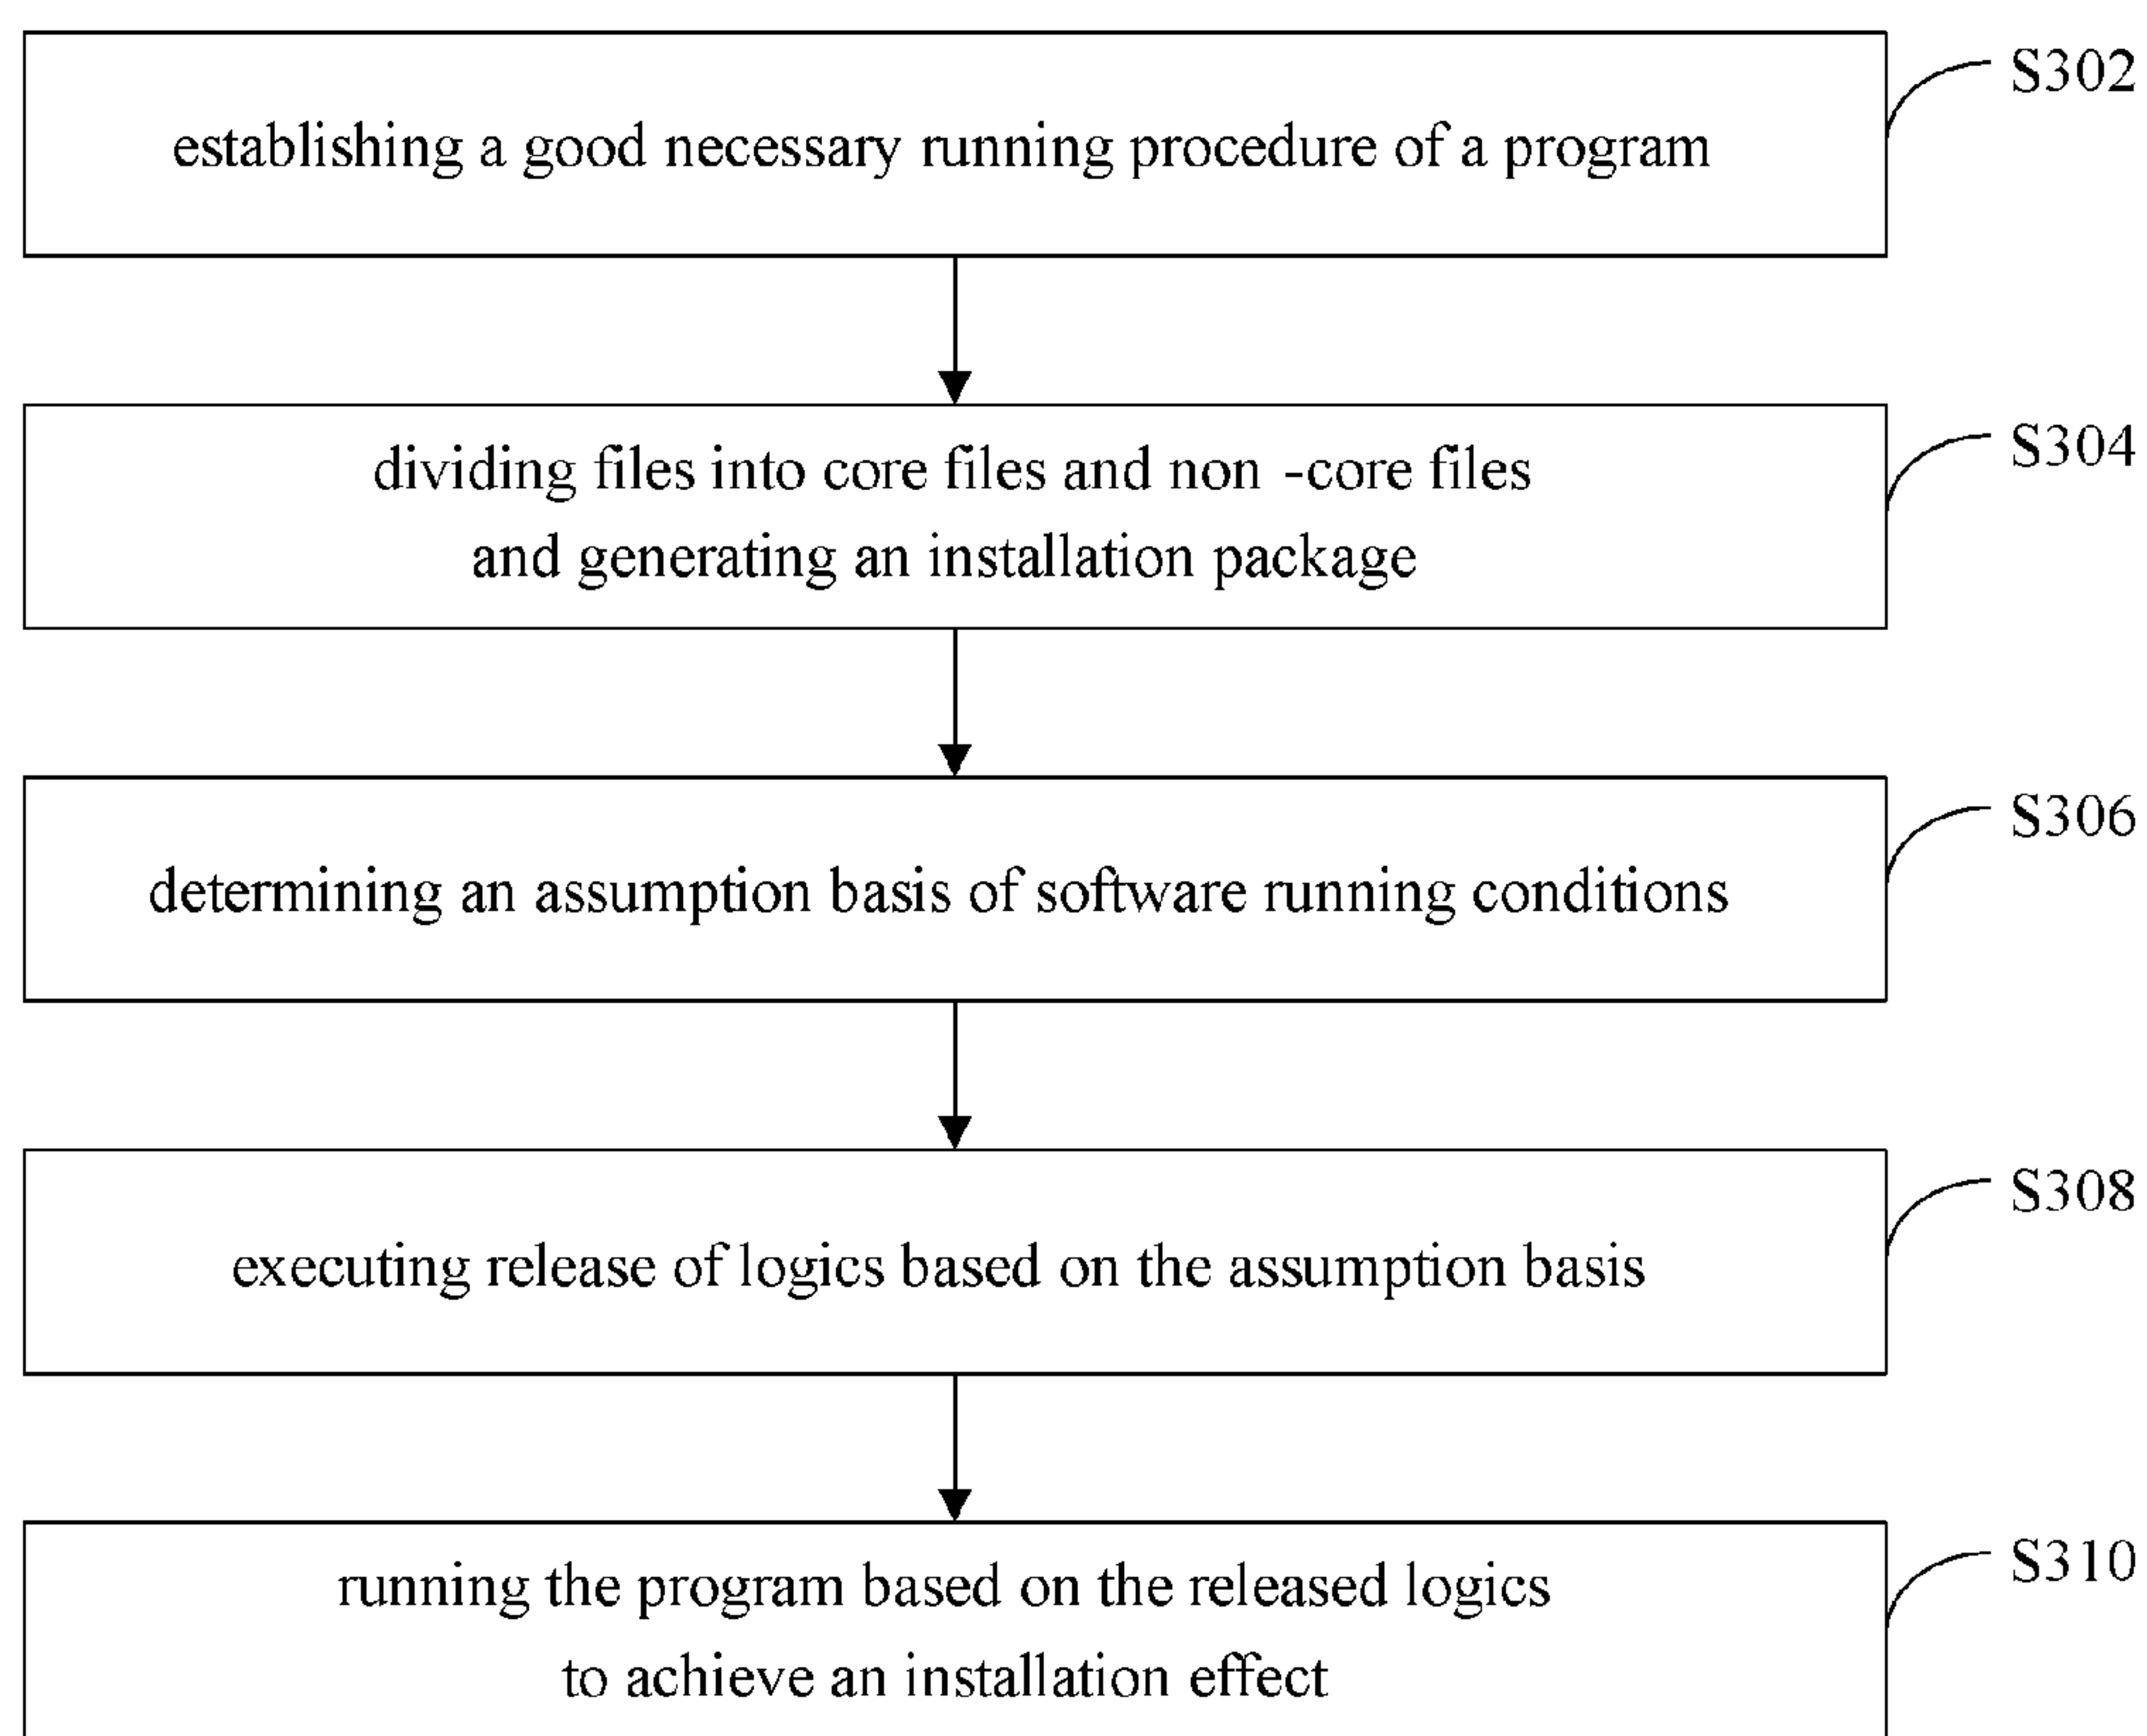 establishing a good necessary running procedure of a program
S302
dividing files into core files and non -core files
and generating an installation package
S304
determining an assumption basis of software running conditions
S306
executing release of logics based on the assumption basis
S308
running the program based on the released logics
to achieve an installation effect
S310